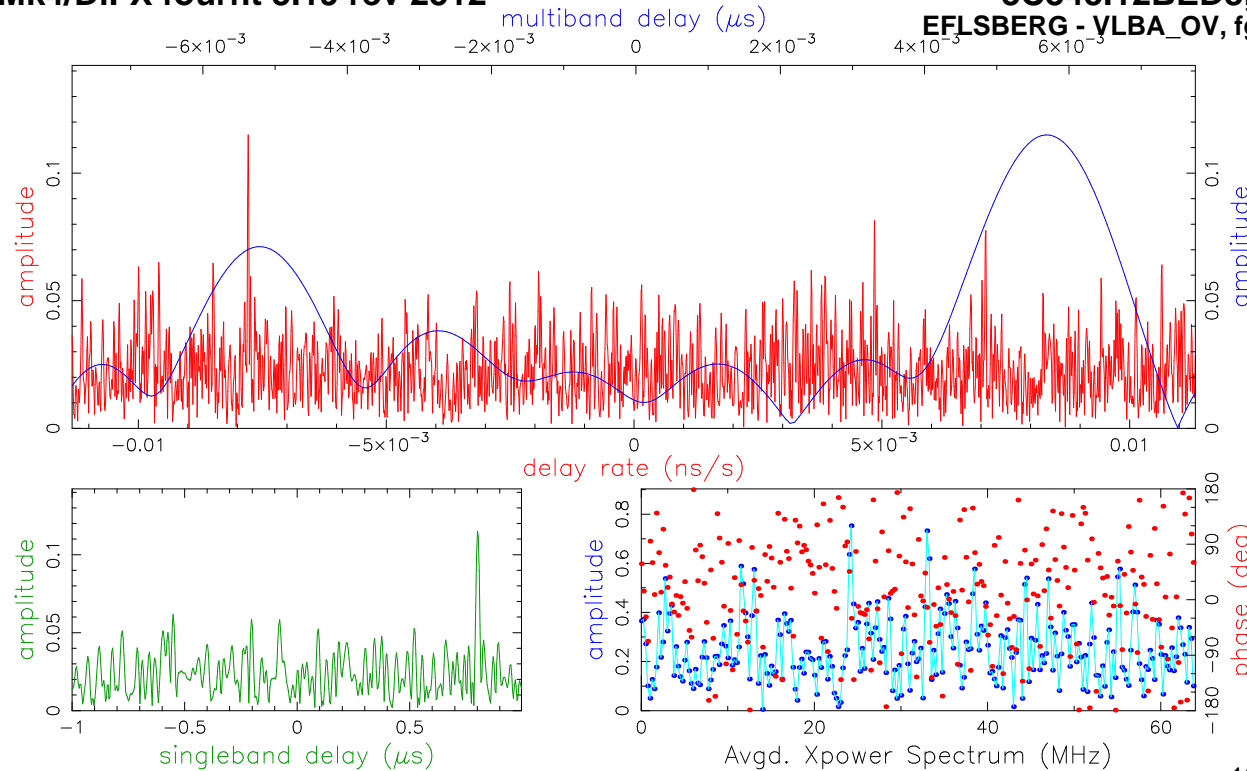 multiband delay (μs)
EFLSBERG - VLBA_OV,
−6×10⁻³ −4×10⁻³ −2×10⁻³ 0 2×10⁻³ 4×10⁻³ 6×10⁻³
amplitude
0 0.05 0.1
amplitude
0 0.05 0.1
−0.01 −5×10⁻³ 0 5×10⁻³ 0.01
delay rate (ns/s)
amplitude
0 0.05 0.1
−1 −0.5 0 0.5
singleband delay (μs)
amplitude
0 0.2 0.4 0.6 0.8
phase (deg)
−180 −90 0 90 180
0 20 40 60
Avgd. Xpower Spectrum (MHz)